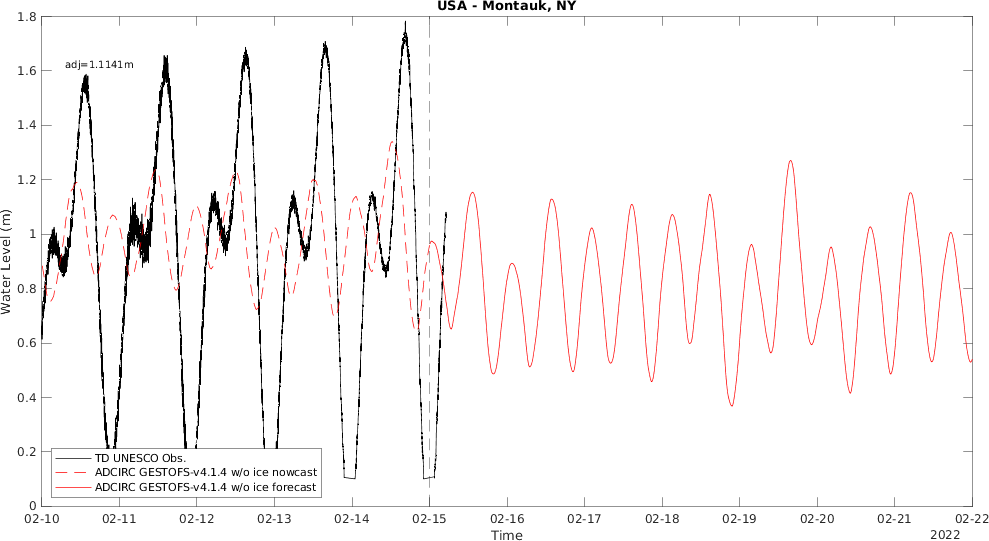 USA - Montauk, NY
1.8
1.6
1.4
1.2
1
0.8
0.6
0.4
0.2
0
Water Level (m)
adj=1.1141m
TD UNESCO Obs.
ADCIRC GESTOFS-v4.1.4 w/o ice nowcast
ADCIRC GESTOFS-v4.1.4 w/o ice forecast
02-10 02-11 02-12 02-13 02-14 02-15 02-16 02-17 02-18 02-19 02-20 02-21 02-22
Time
2022